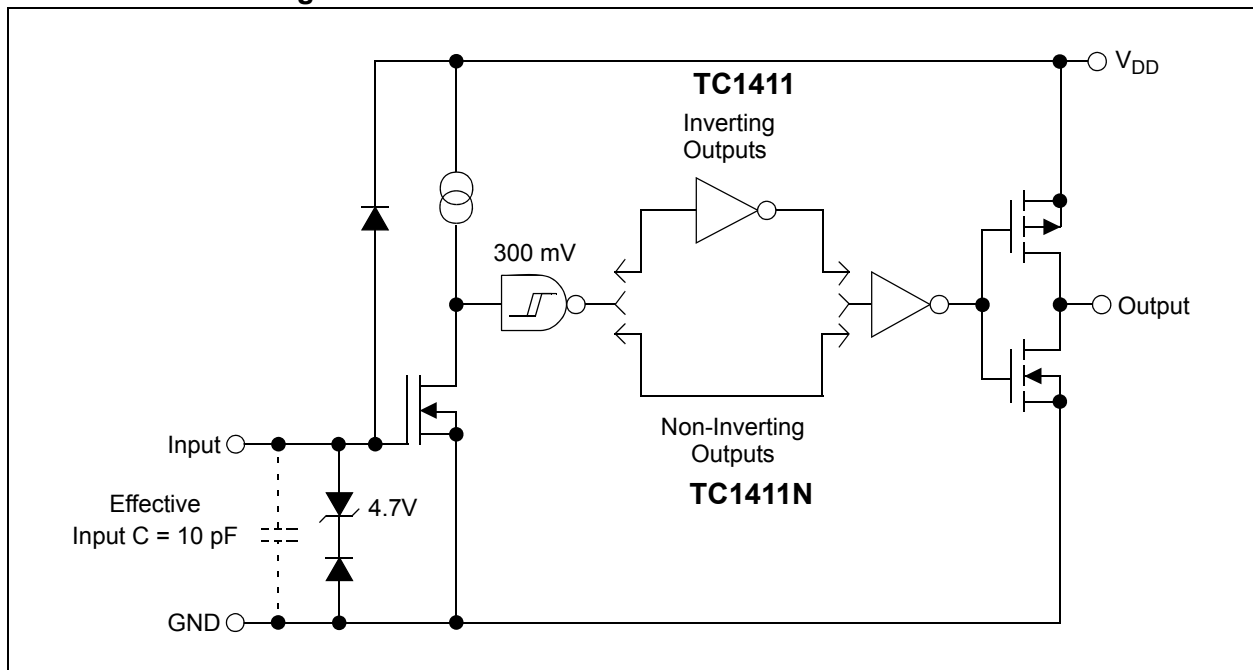 V_DD
TC1411
Inverting
Outputs
300 mV
Output
Input
Non-Inverting
Outputs
TC1411N
Effective
Input C = 10 pF
4.7V
GND